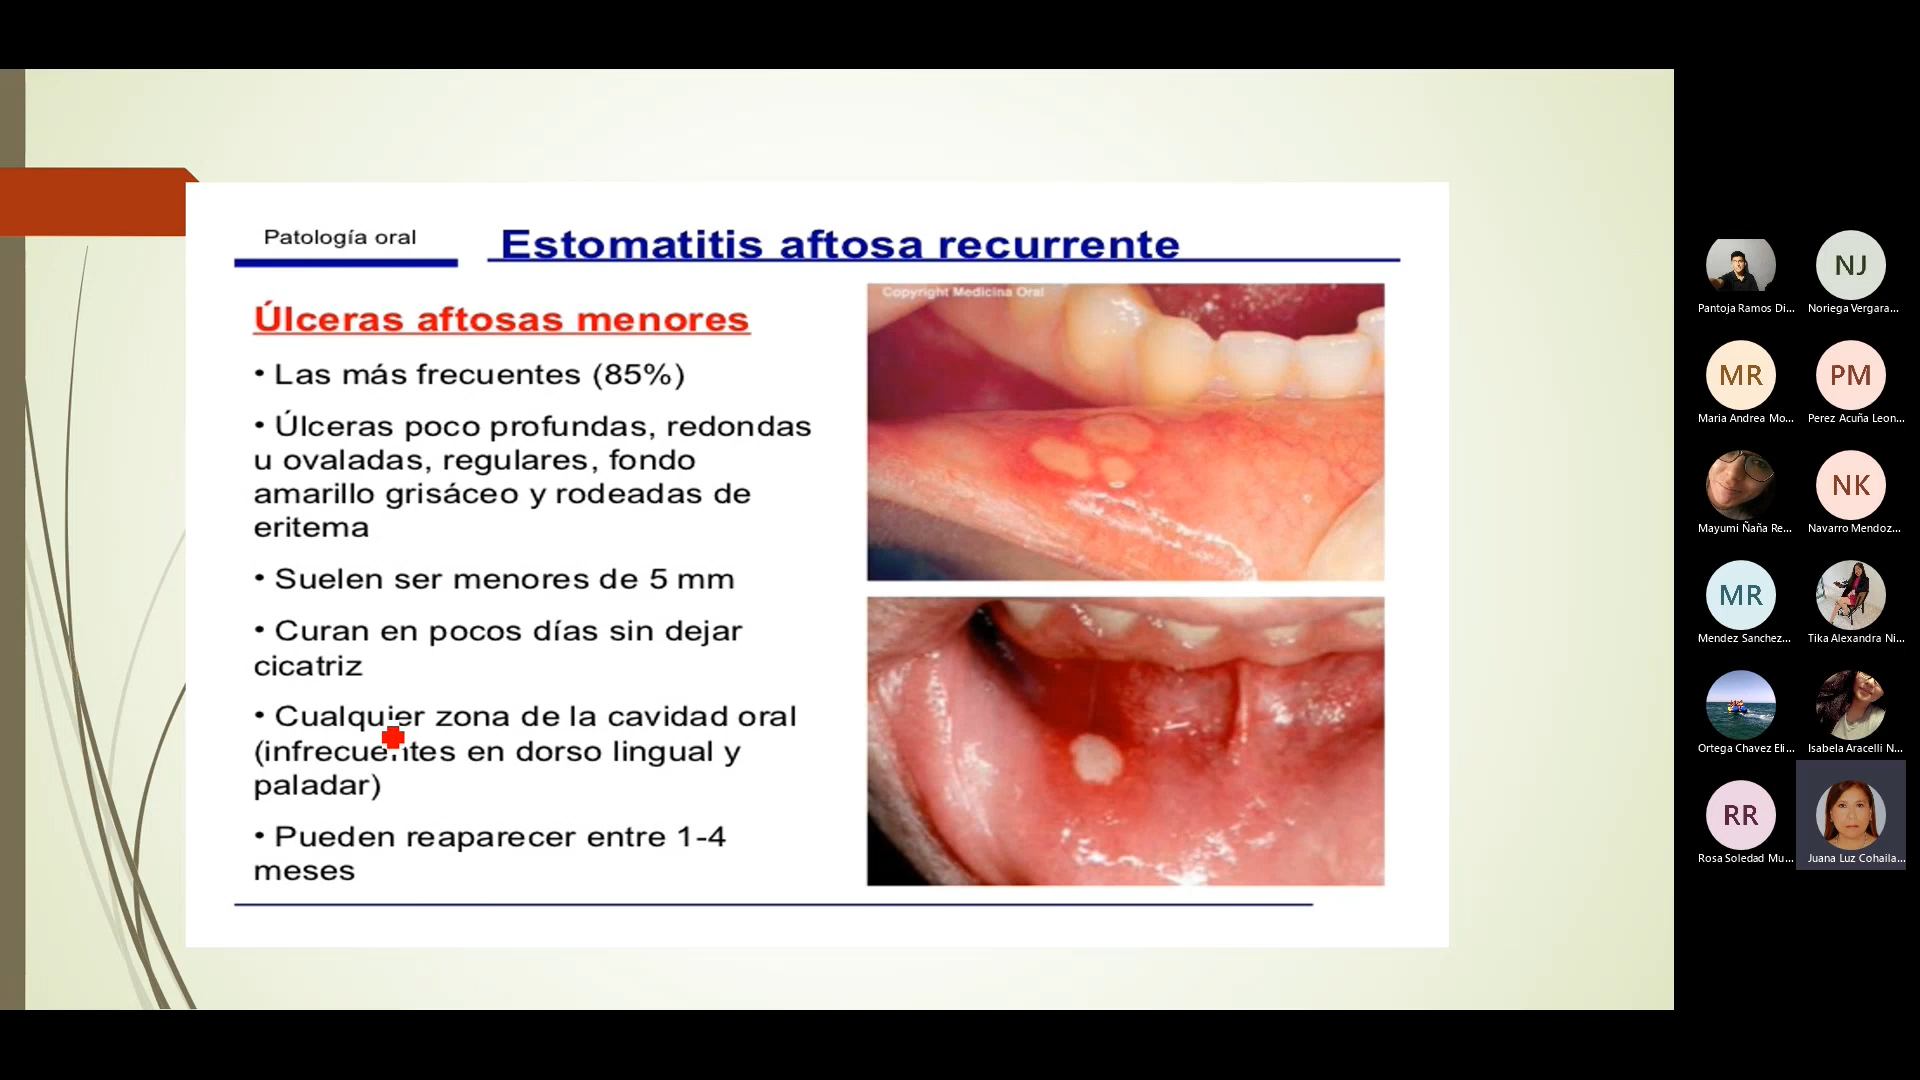 Patología oral
Estomatitis aftosa recurrente
Úlceras aftosas menores
• Las más frecuentes (85%)
• Úlceras poco profundas, redondas
u ovaladas, regulares, fondo
amarillo grisáceo y rodeadas de
eritema
• Suelen ser menores de 5 mm
• Curan en pocos días sin dejar
cicatriz
• Cualquier zona de la cavidad oral
(infrecuentes en dorso lingual y
paladar)
• Pueden reaparecer entre 1-4
meses
Copyright Medicina Oral
Pantoja Ramos Di...
NJ
Noriega Vergara...
MR
Maria Andrea Mo...
PM
Perez Acuña Leon...
Mayumi Ñaña Re...
NK
Navarro Mendoz...
MR
Mendez Sanchez...
Tika Alexandra Ni...
Ortega Chavez Eli...
Isabela Aracelli N...
RR
Rosa Soledad Mu...
Juana Luz Cohaila...